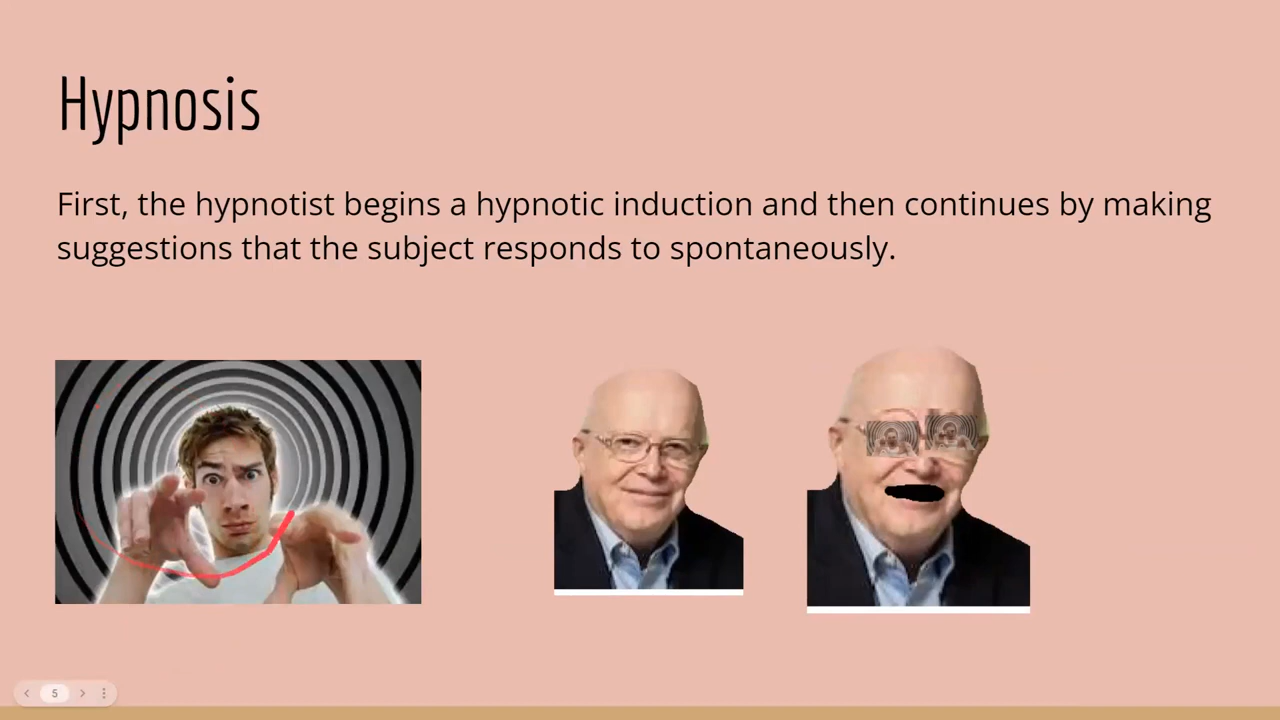 Hypnosis
First, the hypnotist begins a hypnotic induction and then continues by making
suggestions that the subject responds to spontaneously.
5